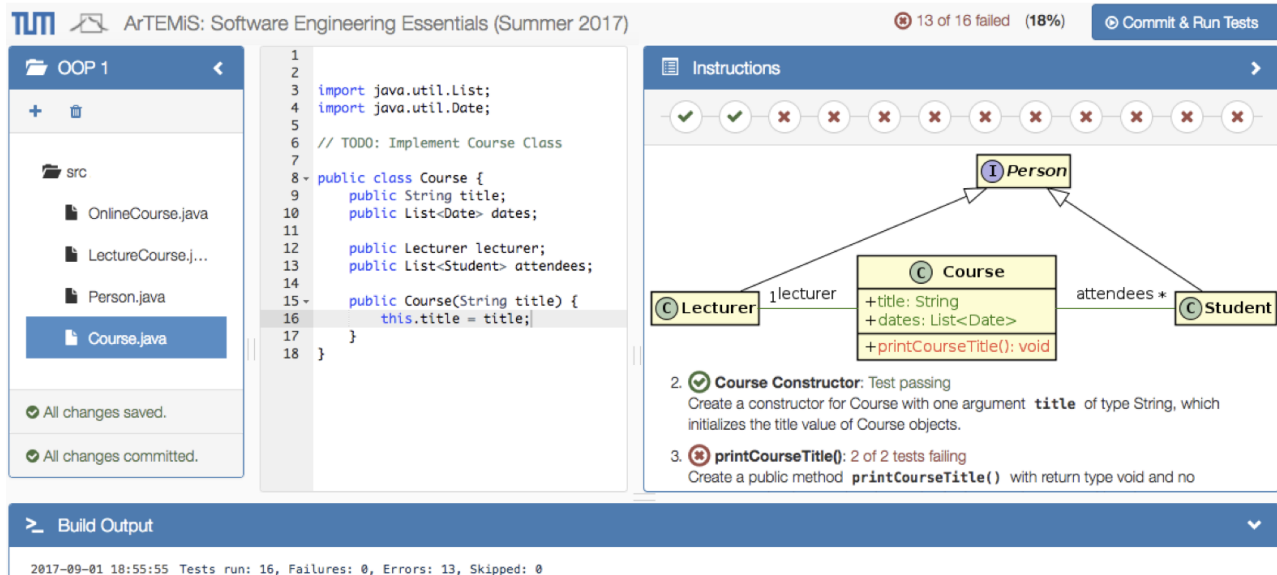 TUM ArTEMiS: Software Engineering Essentials (Summer 2017)
13 of 16 failed (18%)
Commit & Run Tests
OOP 1
src
OnlineCourse.java
LectureCourse.j...
Person.java
Course.java
All changes saved.
All changes committed.
1
2
3 import java.util.List;
4 import java.util.Date;
5
6 // TODO: Implement Course Class
7
8 public class Course {
9 public String title;
10 public List<Date> dates;
11
12 public Lecturer lecturer;
13 public List<Student> attendees;
14
15 public Course(String title) {
16 this.title = title;
17 }
18 }
Instructions
I Person
C Course
C Lecturer
1 lecturer
+title: String
+dates: List<Date>
+printCourseTitle(): void
attendees *
C Student
2. Course Constructor: Test passing
Create a constructor for Course with one argument title of type String, which
initializes the title value of Course objects.
3. printCourseTitle(): 2 of 2 tests failing
Create a public method printCourseTitle() with return type void and no
>_ Build Output
2017-09-01 18:55:55 Tests run: 16, Failures: 0, Errors: 13, Skipped: 0